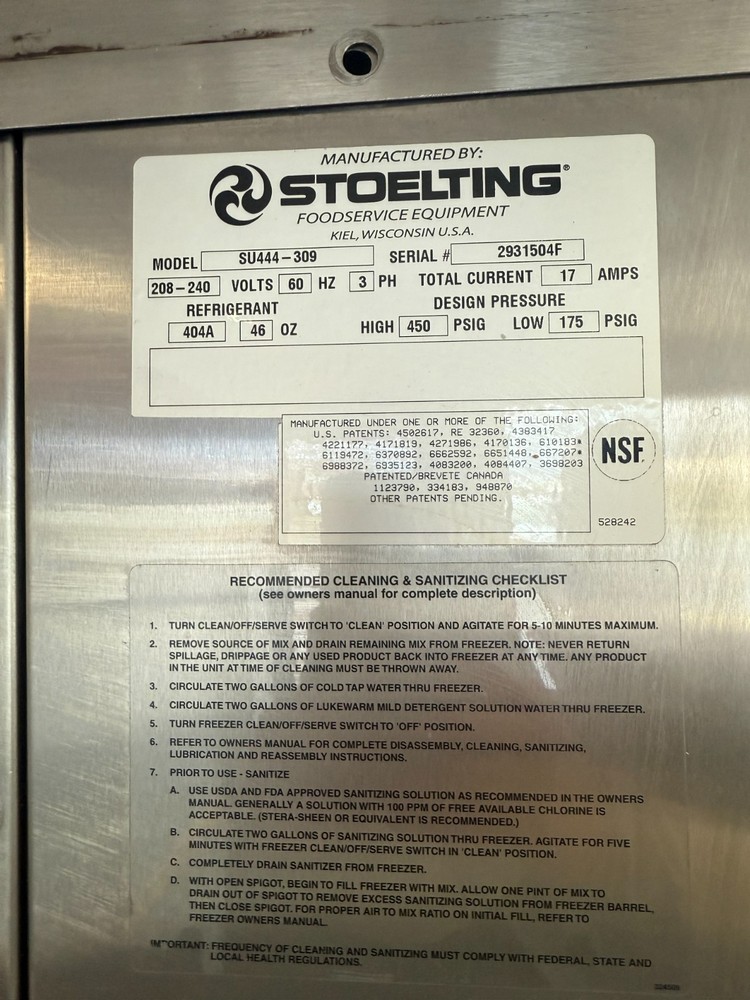 MANUFACTURED BY:
STOELTING®
FOODSERVICE EQUIPMENT
KIEL, WISCONSIN U.S.A.
MODEL SU444-309 SERIAL # 2931504F
208-240 VOLTS 60 HZ 3 PH TOTAL CURRENT 17 AMPS
REFRIGERANT DESIGN PRESSURE
404A 46 OZ HIGH 450 PSIG LOW 175 PSIG
MANUFACTURED UNDER ONE OR MORE OF THE FOLLOWING:
U.S. PATENTS: 4502617, RE 32360, 4383417
4221177, 4171819, 4271986, 4170136, 610183*
6119472, 6370892, 6662592, 6651448, 667207*
6988372, 6935123, 4083200, 4084407, 3698203
PATENTED/BREVETE CANADA
1123790, 334183, 948870
OTHER PATENTS PENDING.
NSF
528242
RECOMMENDED CLEANING & SANITIZING CHECKLIST
(see owners manual for complete description)
1. TURN CLEAN/OFF/SERVE SWITCH TO 'CLEAN' POSITION AND AGITATE FOR 5-10 MINUTES MAXIMUM.
2. REMOVE SOURCE OF MIX AND DRAIN REMAINING MIX FROM FREEZER. NOTE: NEVER RETURN
SPILLAGE, DRIPPAGE OR ANY USED PRODUCT BACK INTO FREEZER AT ANY TIME. ANY PRODUCT
IN THE UNIT AT TIME OF CLEANING MUST BE THROWN AWAY.
3. CIRCULATE TWO GALLONS OF COLD TAP WATER THRU FREEZER.
4. CIRCULATE TWO GALLONS OF LUKEWARM MILD DETERGENT SOLUTION WATER THRU FREEZER.
5. TURN FREEZER CLEAN/OFF/SERVE SWITCH TO 'OFF' POSITION.
6. REFER TO OWNERS MANUAL FOR COMPLETE DISASSEMBLY, CLEANING, SANITIZING,
LUBRICATION AND REASSEMBLY INSTRUCTIONS.
7. PRIOR TO USE - SANITIZE
A. USE USDA AND FDA APPROVED SANITIZING SOLUTION AS RECOMMENDED IN THE OWNERS
MANUAL. GENERALLY A SOLUTION WITH 100 PPM OF FREE AVAILABLE CHLORINE IS
ACCEPTABLE. (STERA-SHEEN OR EQUIVALENT IS RECOMMENDED.)
B. CIRCULATE TWO GALLONS OF SANITIZING SOLUTION THRU FREEZER. AGITATE FOR FIVE
MINUTES WITH FREEZER CLEAN/OFF/SERVE SWITCH IN 'CLEAN' POSITION.
C. COMPLETELY DRAIN SANITIZER FROM FREEZER.
D. WITH OPEN SPIGOT, BEGIN TO FILL FREEZER WITH MIX. ALLOW ONE PINT OF MIX TO
DRAIN OUT OF SPIGOT TO REMOVE EXCESS SANITIZING SOLUTION FROM FREEZER BARREL,
THEN CLOSE SPIGOT. FOR PROPER AIR TO MIX RATIO ON INITIAL FILL, REFER TO
FREEZER OWNERS MANUAL.
IMPORTANT: FREQUENCY OF CLEANING AND SANITIZING MUST COMPLY WITH FEDERAL, STATE AND
LOCAL HEALTH REGULATIONS.